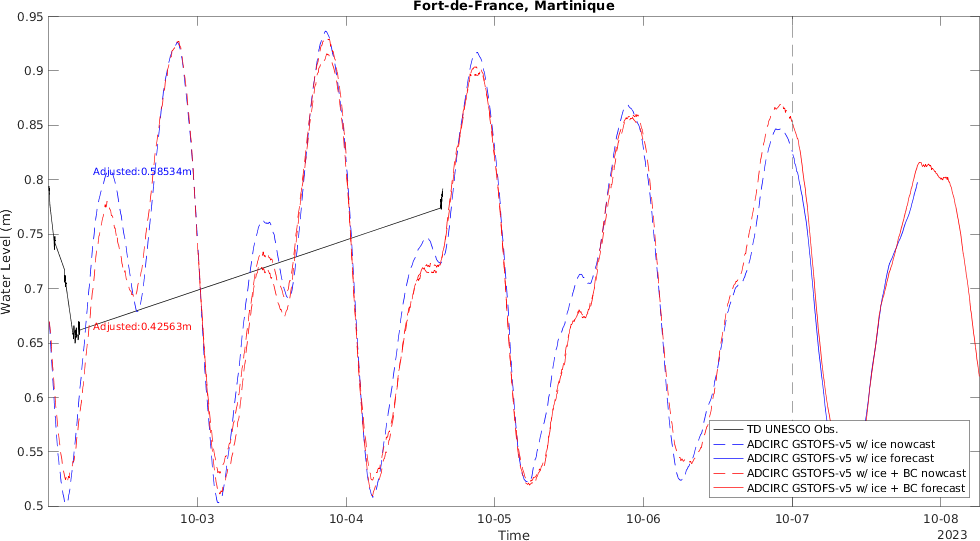 Fort-de-France, Martinique
0.95
0.9
0.85
0.8
0.75
0.7
0.65
0.6
0.55
0.5
Water Level (m)
Adjusted:0.58534m
Adjusted:0.42563m
TD UNESCO Obs.
ADCIRC GSTOFS-v5 w/ ice nowcast
ADCIRC GSTOFS-v5 w/ ice forecast
ADCIRC GSTOFS-v5 w/ ice + BC nowcast
ADCIRC GSTOFS-v5 w/ ice + BC forecast
10-03 10-04 10-05 10-06 10-07 10-08
Time
2023